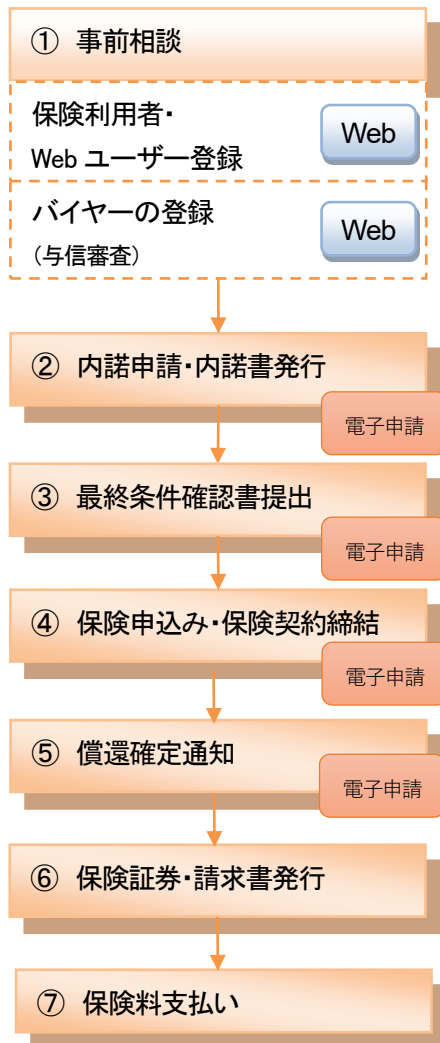 ① 事前相談
保険利用者・
Web ユーザー登録
Web
バイヤーの登録
(与信審査)
Web
② 内諾申請・内諾書発行
電子申請
③ 最終条件確認書提出
電子申請
④ 保険申込み・保険契約締結
電子申請
⑤ 償還確定通知
電子申請
⑥ 保険証券・請求書発行
⑦ 保険料支払い